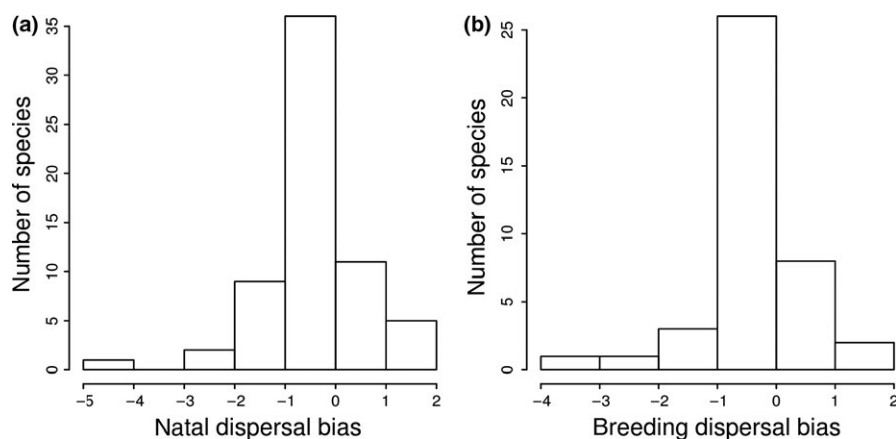 (a)
Number of species
35
30
25
20
15
10
5
0
−5 −4 −3 −2 −1 0 1 2
Natal dispersal bias
(b)
Number of species
25
20
15
10
5
0
−4 −3 −2 −1 0 1 2
Breeding dispersal bias